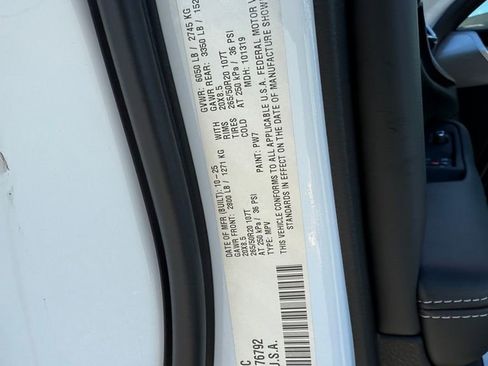 DATE OF MFR (BUILT): 10-25
GVWR: 6050 LB / 2745 KG
GAWR FRONT: 2800 LB / 1271 KG
WITH
GAWR REAR: 3350 LB /
20X8.5
RIMS
20X8.5
265/50R20 107T
TIRES
265/50R20 107T
AT 250 kPa / 36 PSI
COLD
AT 250 kPa / 36 PSI
TYPE: MPV
PAINT: PW7
MDH: 101319
THIS VEHICLE CONFORMS TO ALL APPLICABLE U.S.A. FEDERAL MOTOR
STANDARDS IN EFFECT ON THE DATE OF MANUFACTURE SHOW
C
76792
U.S.A.